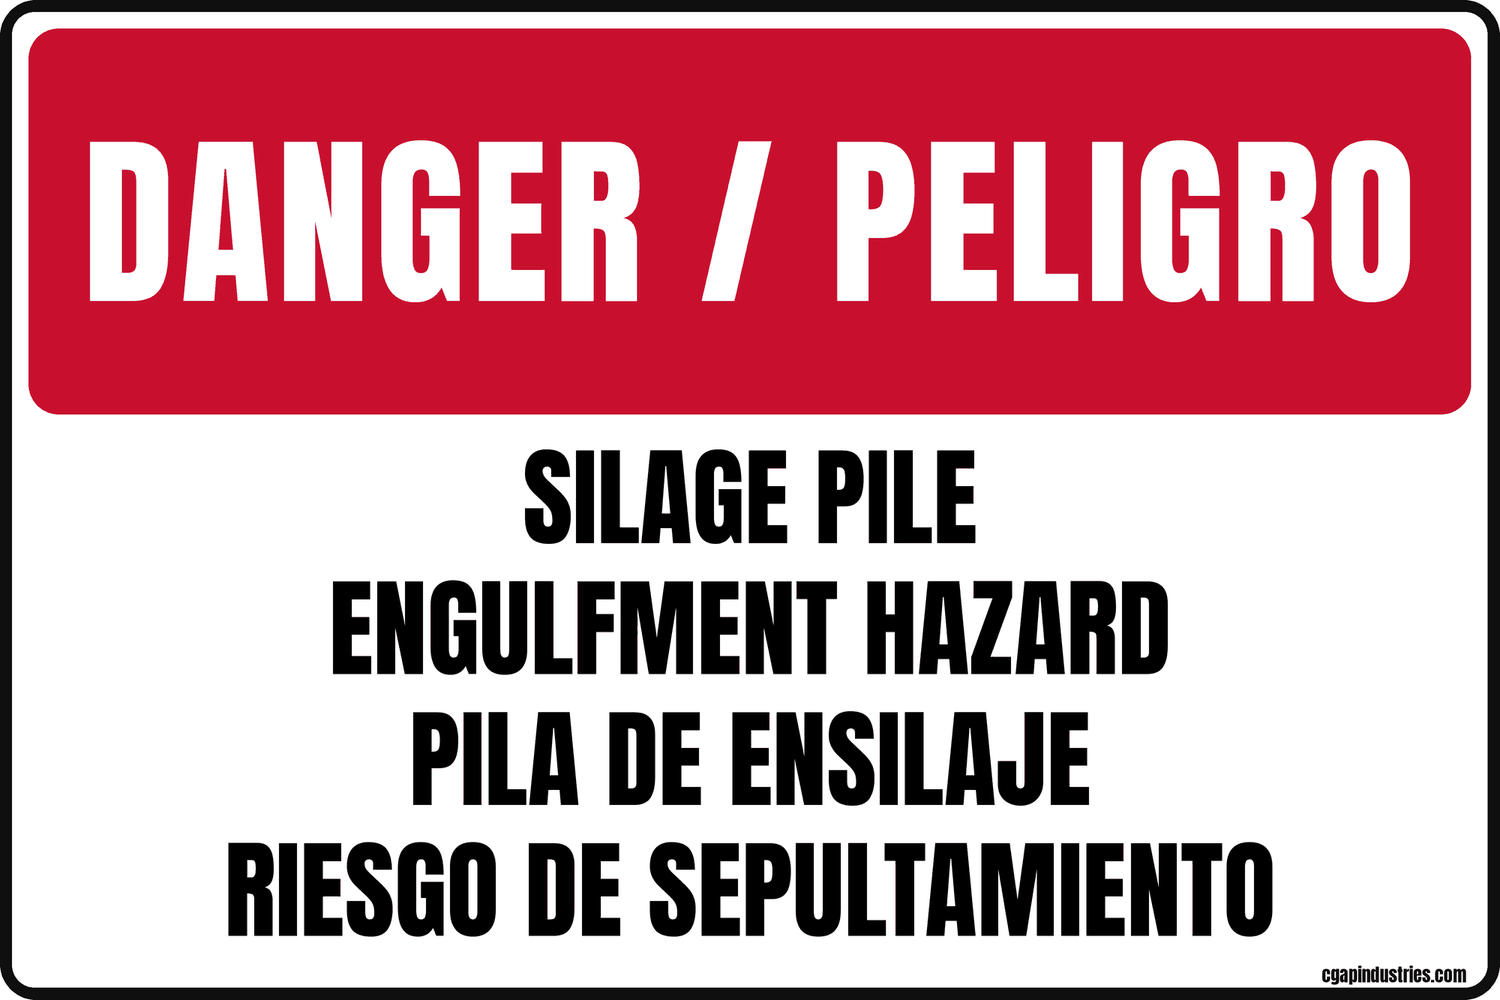 DANGER / PELIGRO
SILAGE PILE
ENGULFMENT HAZARD
PILA DE ENSILAJE
RIESGO DE SEPULTAMIENTO
cgapindustries.com